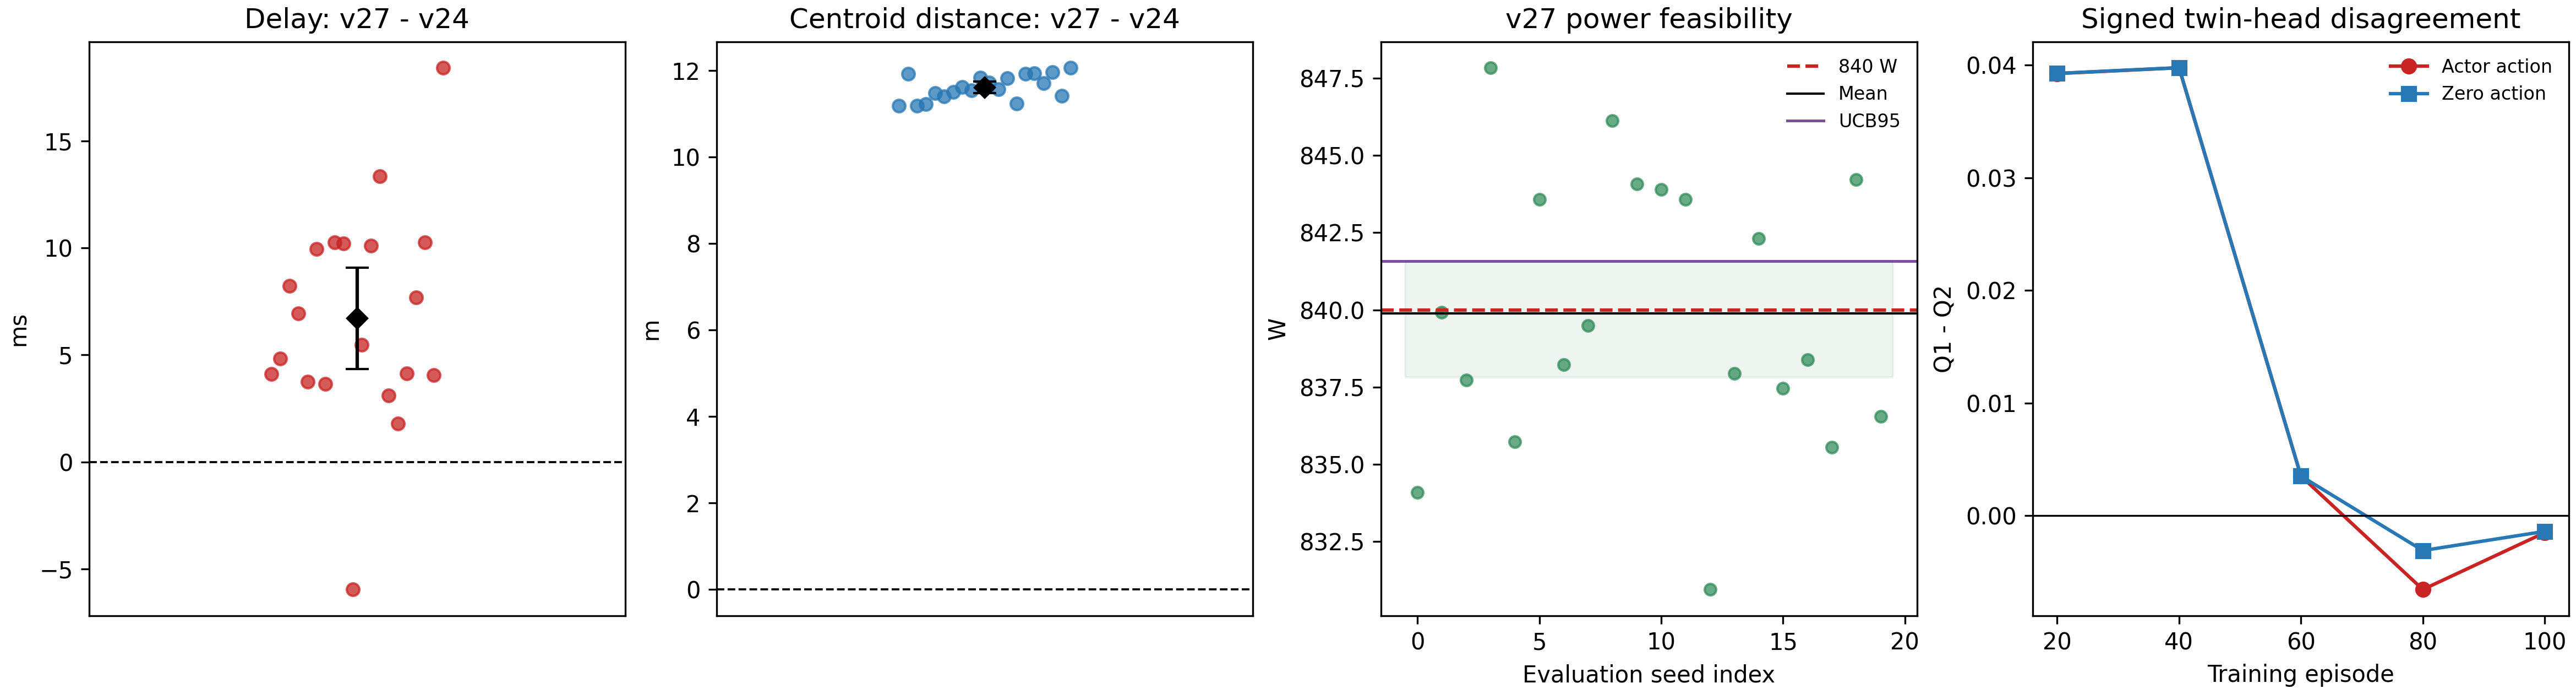 Delay: v27 - v24
ms
15
10
5
0
−5
Centroid distance: v27 - v24
m
12
10
8
6
4
2
0
v27 power feasibility
W
847.5
845.0
842.5
840.0
837.5
835.0
832.5
840 W
Mean
UCB95
0 5 10 15 20
Evaluation seed index
Signed twin-head disagreement
Q1 - Q2
0.04
0.03
0.02
0.01
0.00
Actor action
Zero action
20 40 60 80 100
Training episode